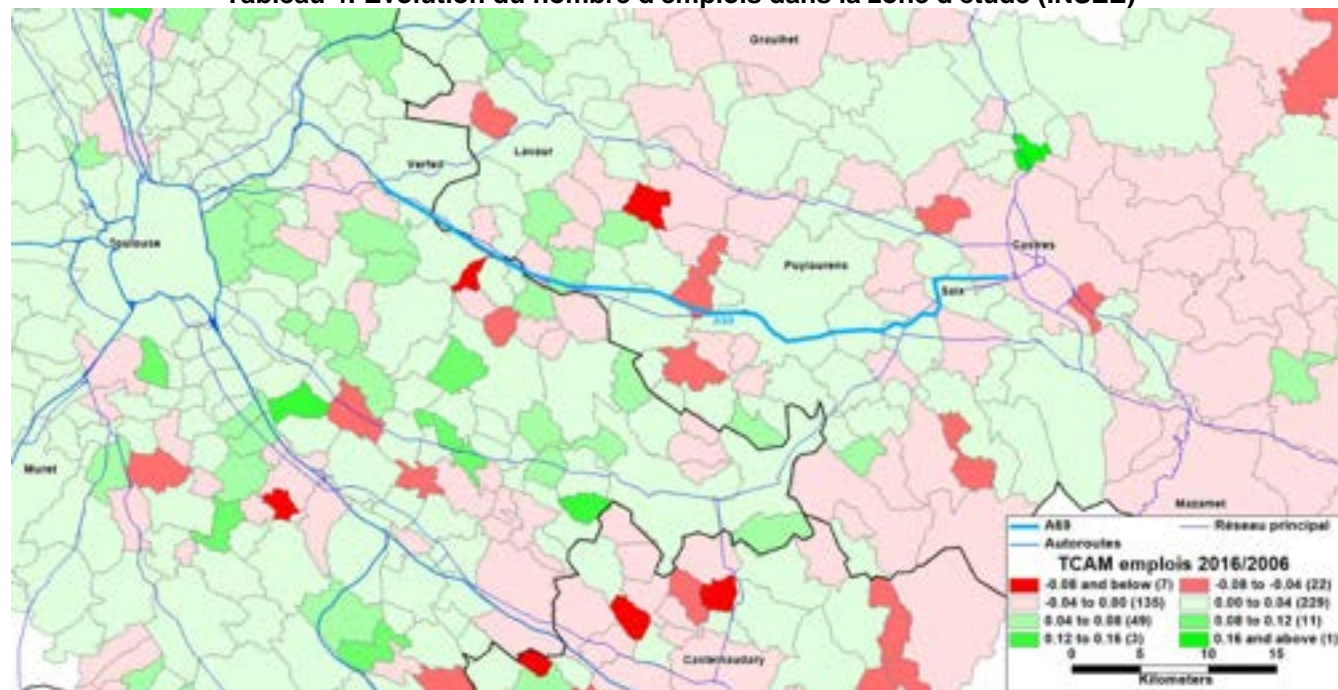 Tableau 4: Evolution du nombre d'emplois dans la zone d'étude (INSEE)
Graulhet
Verfeil
Lavaur
Toulouse
Puylaurens
Castres
Saix
A69
Muret
Mazamet
Castelnaudary
A69
Réseau principal
Autoroutes
TCAM emplois 2016/2006
-0.08 and below (7)
-0.08 to -0.04 (22)
-0.04 to 0.00 (135)
0.00 to 0.04 (229)
0.04 to 0.08 (49)
0.08 to 0.12 (11)
0.12 to 0.16 (3)
0.16 and above (1)
0 5 10 15
Kilometers